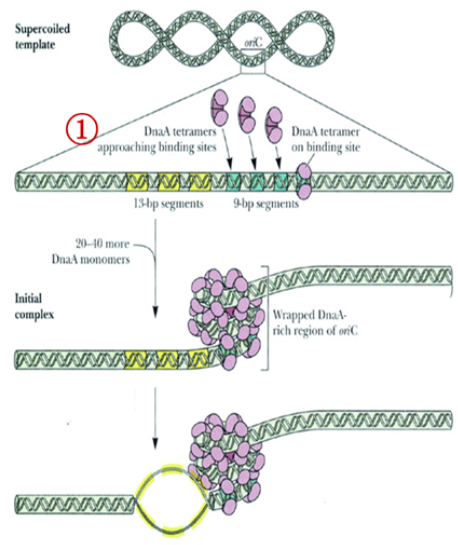 Supercoiled
template
oriC
①
DnaA tetramers
approaching binding sites
DnaA tetramer
on binding site
13-bp segments
9-bp segments
20–40 more
DnaA monomers
Initial
complex
Wrapped DnaA-
rich region of oriC